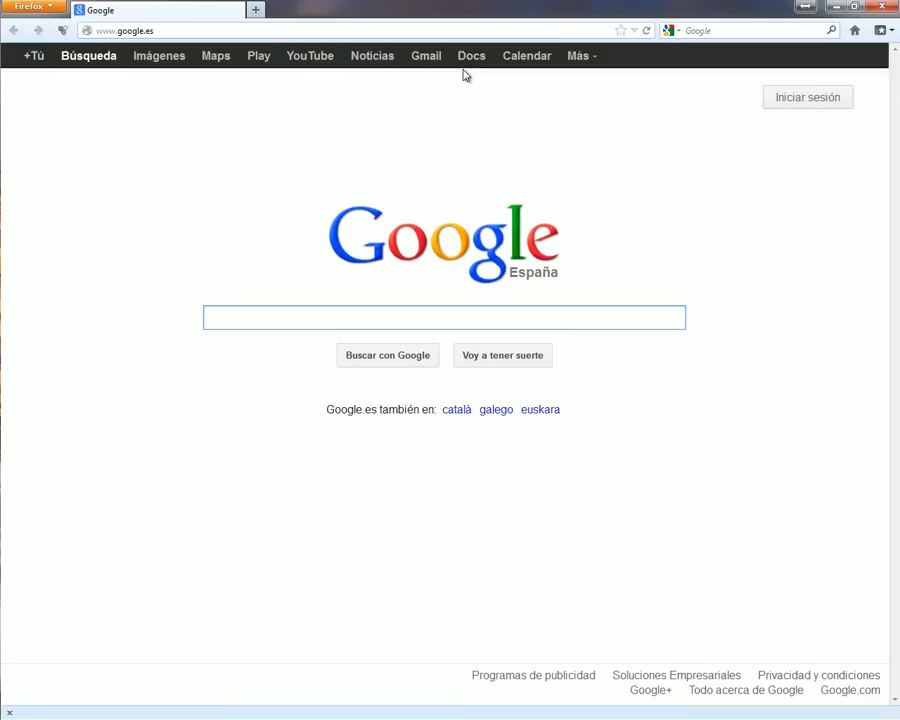 Firefox
Google
www.google.es
Google
+Tú Búsqueda Imágenes Maps Play YouTube Noticias Gmail Docs Calendar Más
Iniciar sesión
Google
España
Buscar con Google Voy a tener suerte
Google.es también en: català galego euskara
Programas de publicidad Soluciones Empresariales Privacidad y condiciones
Google+ Todo acerca de Google Google.com